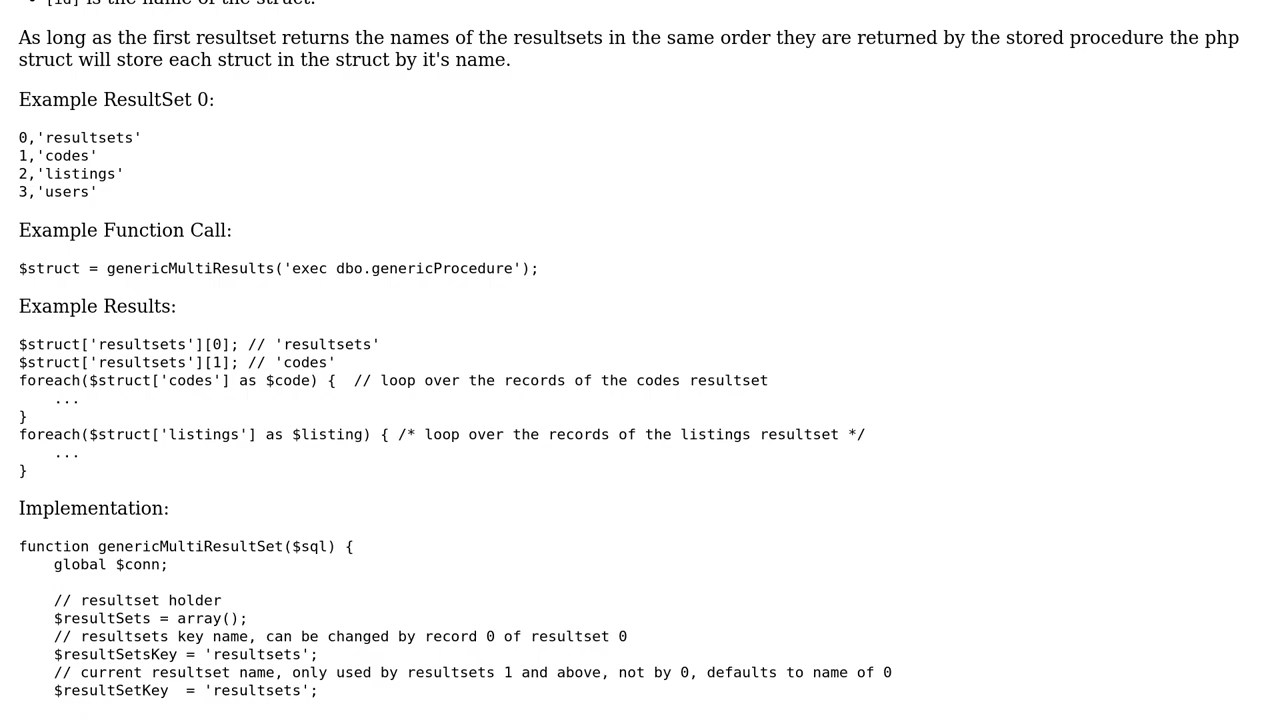 [id] is the name of the struct.
As long as the first resultset returns the names of the resultsets in the same order they are returned by the stored procedure the php
struct will store each struct in the struct by it's name.
Example ResultSet 0:
0,'resultsets'
1,'codes'
2,'listings'
3,'users'
Example Function Call:
$struct = genericMultiResults('exec dbo.genericProcedure');
Example Results:
$struct['resultsets'][0]; // 'resultsets'
$struct['resultsets'][1]; // 'codes'
foreach($struct['codes'] as $code) {  // loop over the records of the codes resultset
    ...
}
foreach($struct['listings'] as $listing) { /* loop over the records of the listings resultset */
    ...
}
Implementation:
function genericMultiResultSet($sql) {
    global $conn;
    // resultset holder
    $resultSets = array();
    // resultsets key name, can be changed by record 0 of resultset 0
    $resultSetsKey = 'resultsets';
    // current resultset name, only used by resultsets 1 and above, not by 0, defaults to name of 0
    $resultSetKey  = 'resultsets';